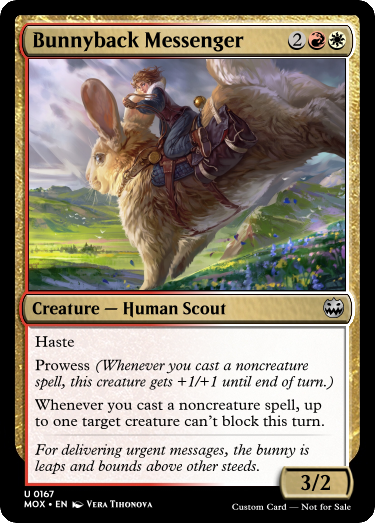 Bunnyback Messenger 2
Creature — Human Scout
Haste
Prowess (Whenever you cast a noncreature
spell, this creature gets +1/+1 until end of turn.)
Whenever you cast a noncreature spell, up
to one target creature can't block this turn.
For delivering urgent messages, the bunny is
leaps and bounds above other steeds.
3/2
U 0167
MOX • EN Vera Tihonova
Custom Card — Not for Sale